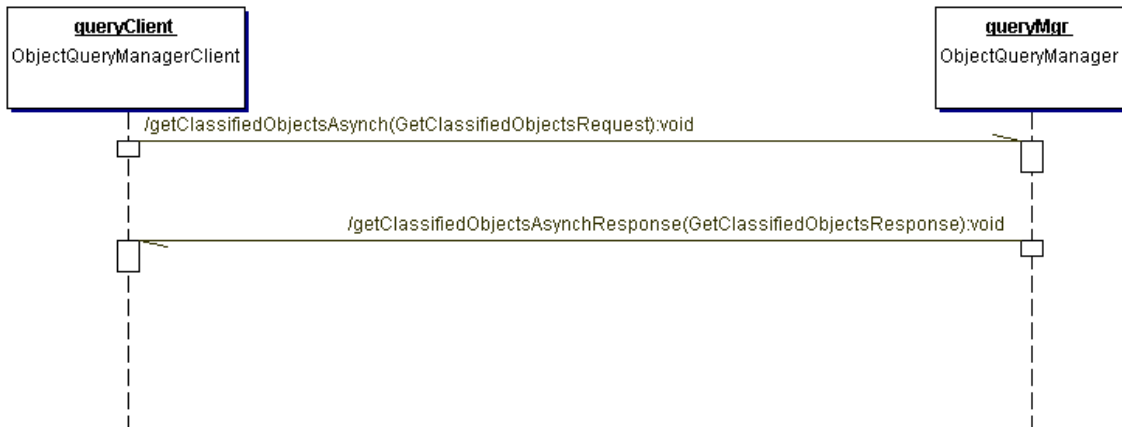 queryClient
ObjectQueryManagerClient
queryMgr
ObjectQueryManager
/getClassifiedObjectsAsynch(GetClassifiedObjectsRequest):void
/getClassifiedObjectsAsynchResponse(GetClassifiedObjectsResponse):void